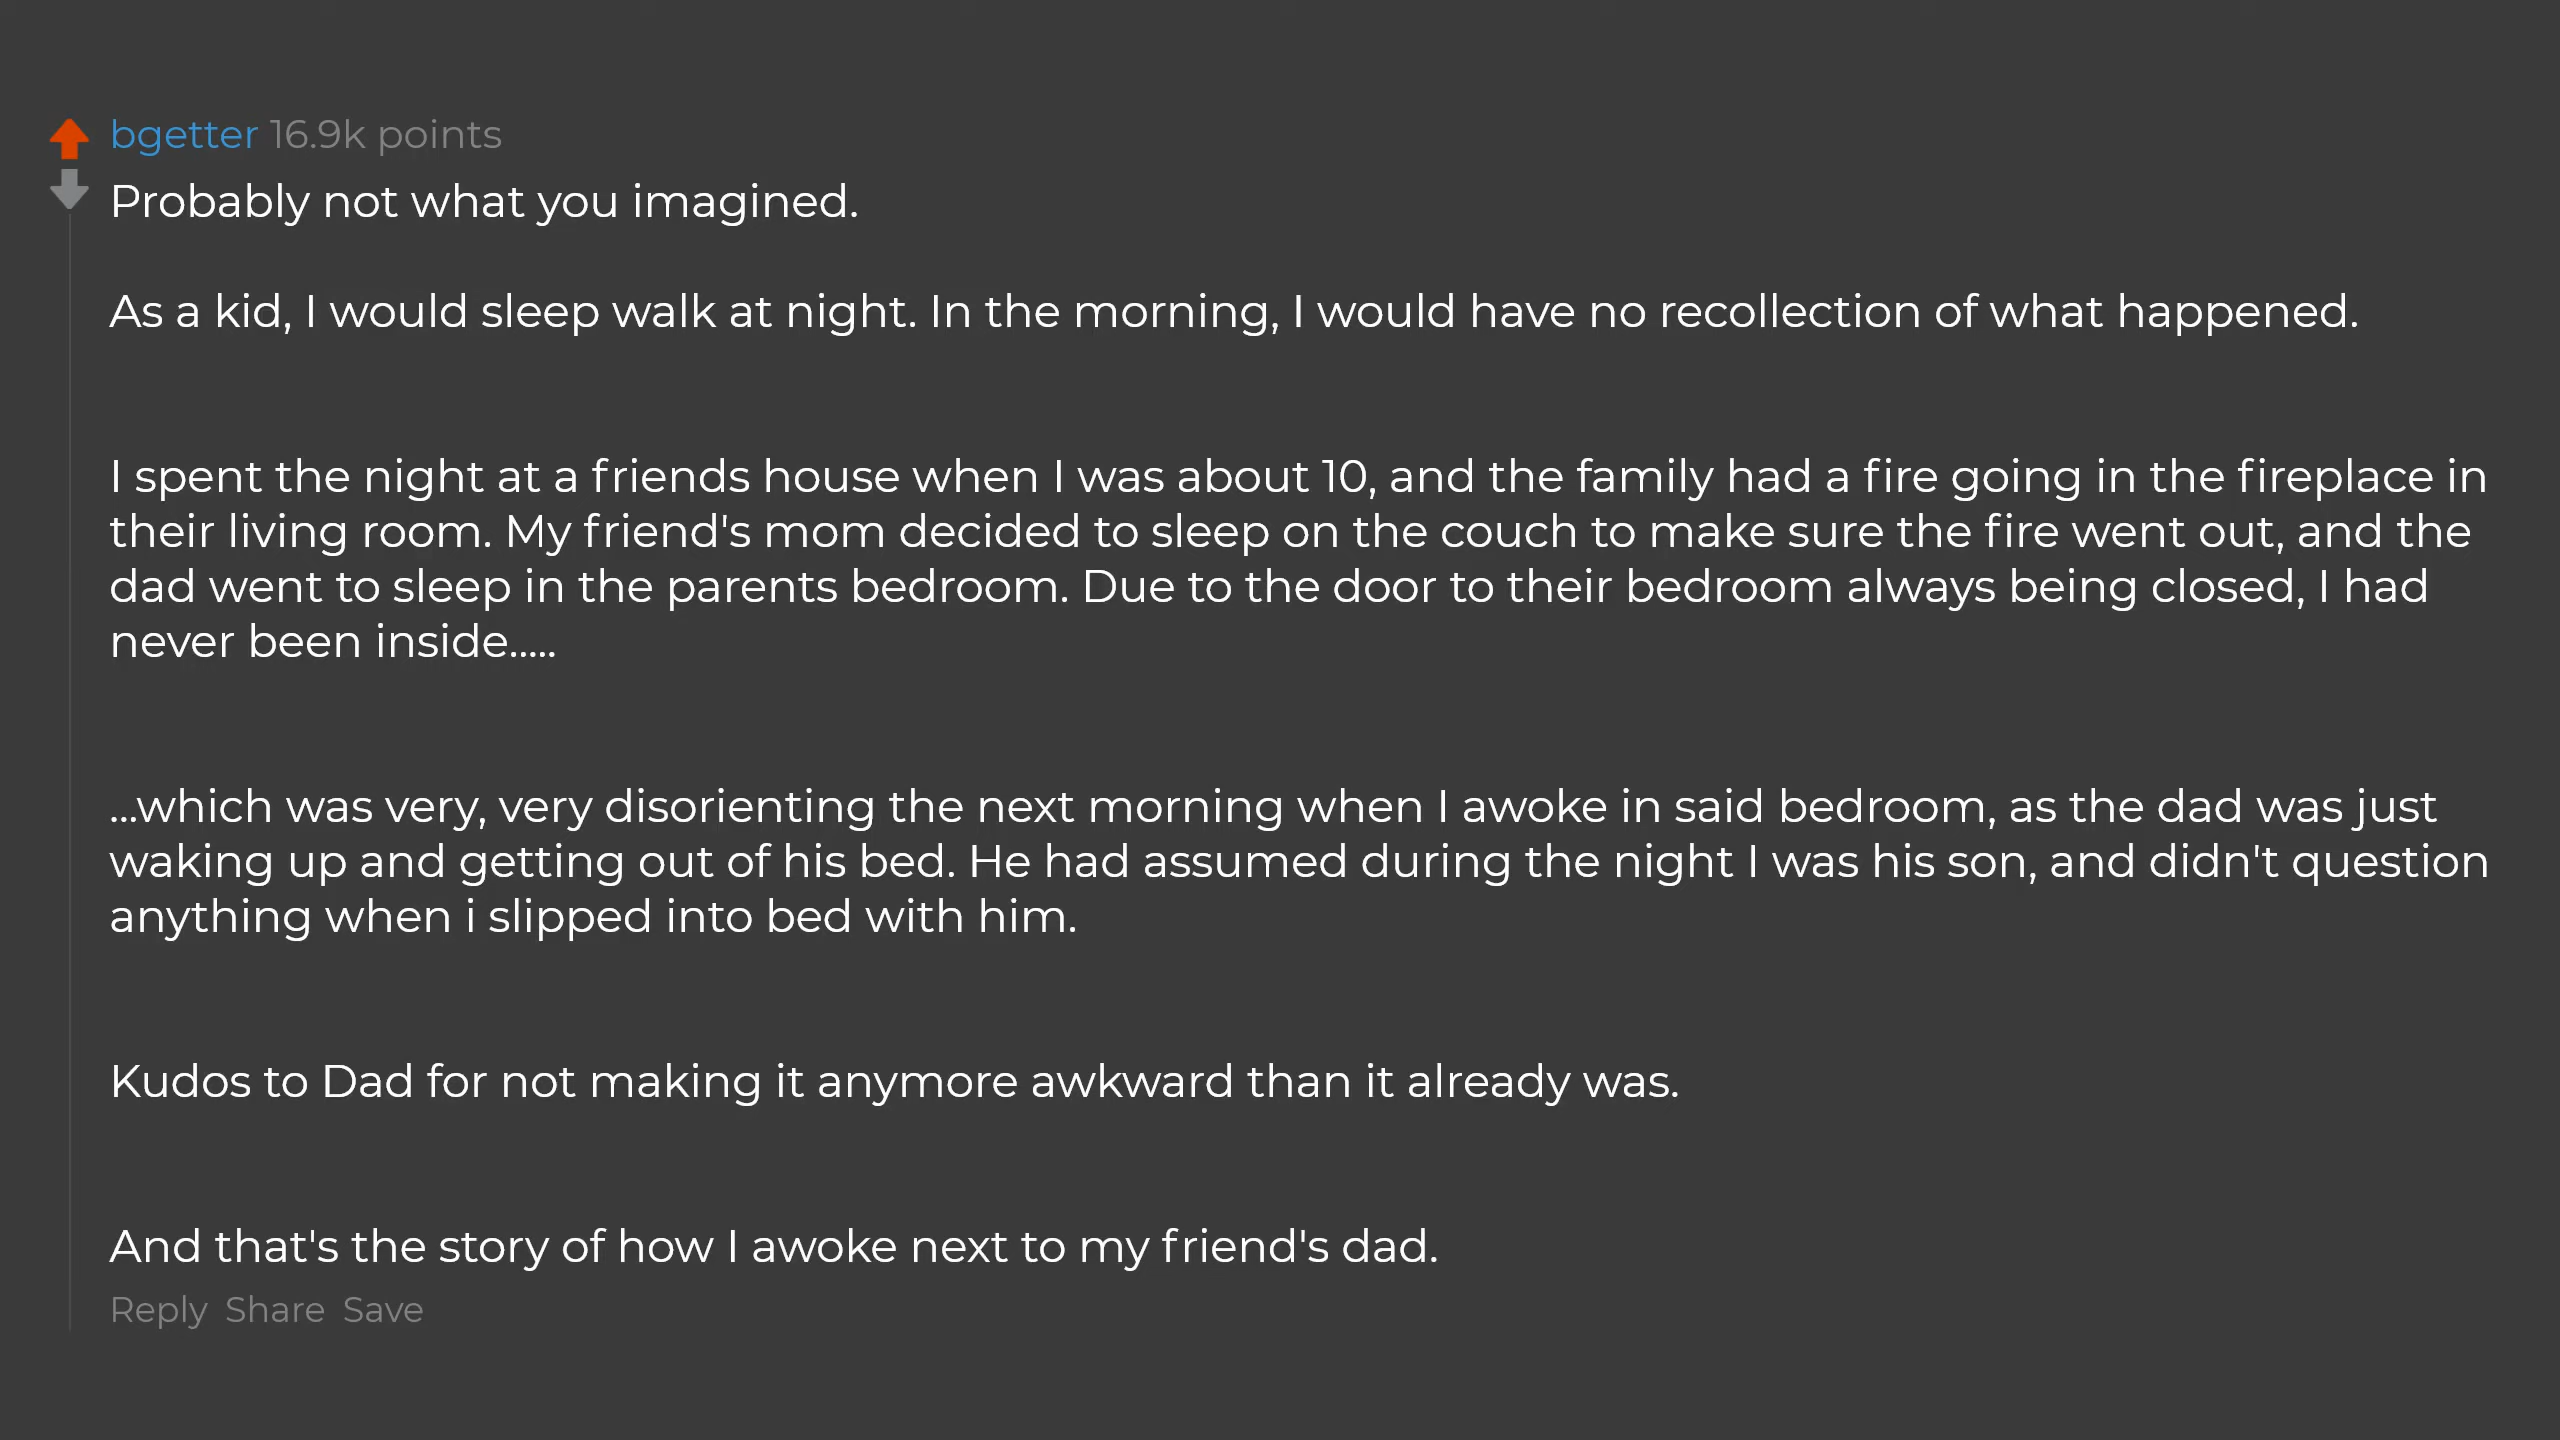 bgetter 16.9k points
Probably not what you imagined.
As a kid, I would sleep walk at night. In the morning, I would have no recollection of what happened.
I spent the night at a friends house when I was about 10, and the family had a fire going in the fireplace in
their living room. My friend's mom decided to sleep on the couch to make sure the fire went out, and the
dad went to sleep in the parents bedroom. Due to the door to their bedroom always being closed, I had
never been inside.....
...which was very, very disorienting the next morning when I awoke in said bedroom, as the dad was just
waking up and getting out of his bed. He had assumed during the night I was his son, and didn't question
anything when i slipped into bed with him.
Kudos to Dad for not making it anymore awkward than it already was.
And that's the story of how I awoke next to my friend's dad.
Reply Share Save